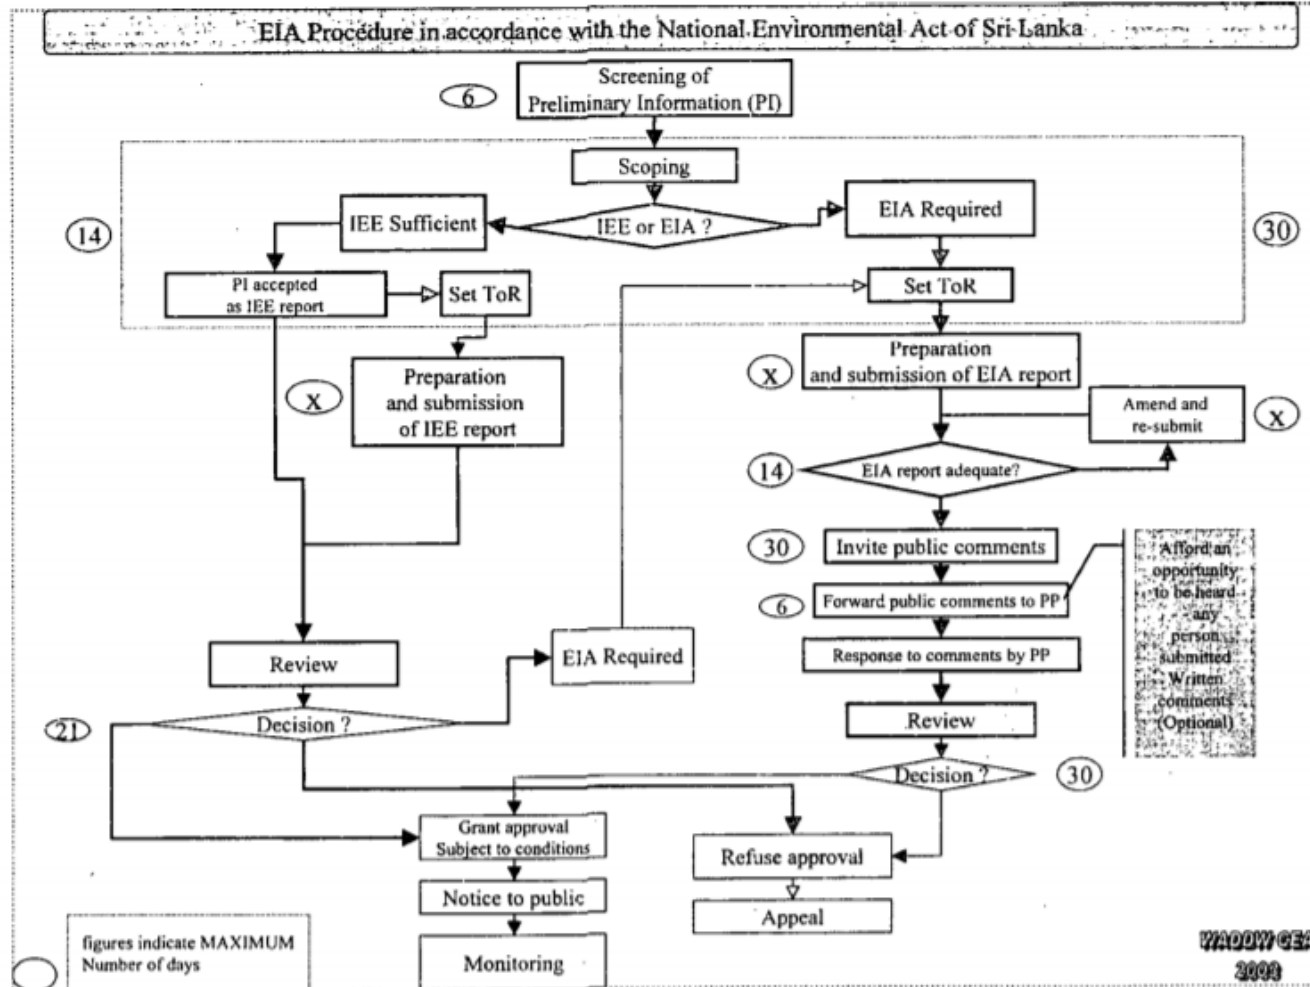 EIA Procedure in accordance with the National Environmental Act of Sri Lanka
6
Screening of
Preliminary Information (PI)
Scoping
14
IEE Sufficient
IEE or EIA ?
EIA Required
30
PI accepted
as IEE report
Set ToR
Set ToR
X
Preparation
and submission
of IEE report
X
Preparation
and submission of EIA report
Amend and
re-submit
X
14
EIA report adequate?
30
Invite public comments
6
Forward public comments to PP
Response to comments by PP
Afford an
opportunity
to be heard
any
person
submitted
Written
comments
(Optional)
Review
EIA Required
21
Decision ?
Review
Decision ?
30
Grant approval
Subject to conditions
Refuse approval
Notice to public
Appeal
Monitoring
figures indicate MAXIMUM
Number of days